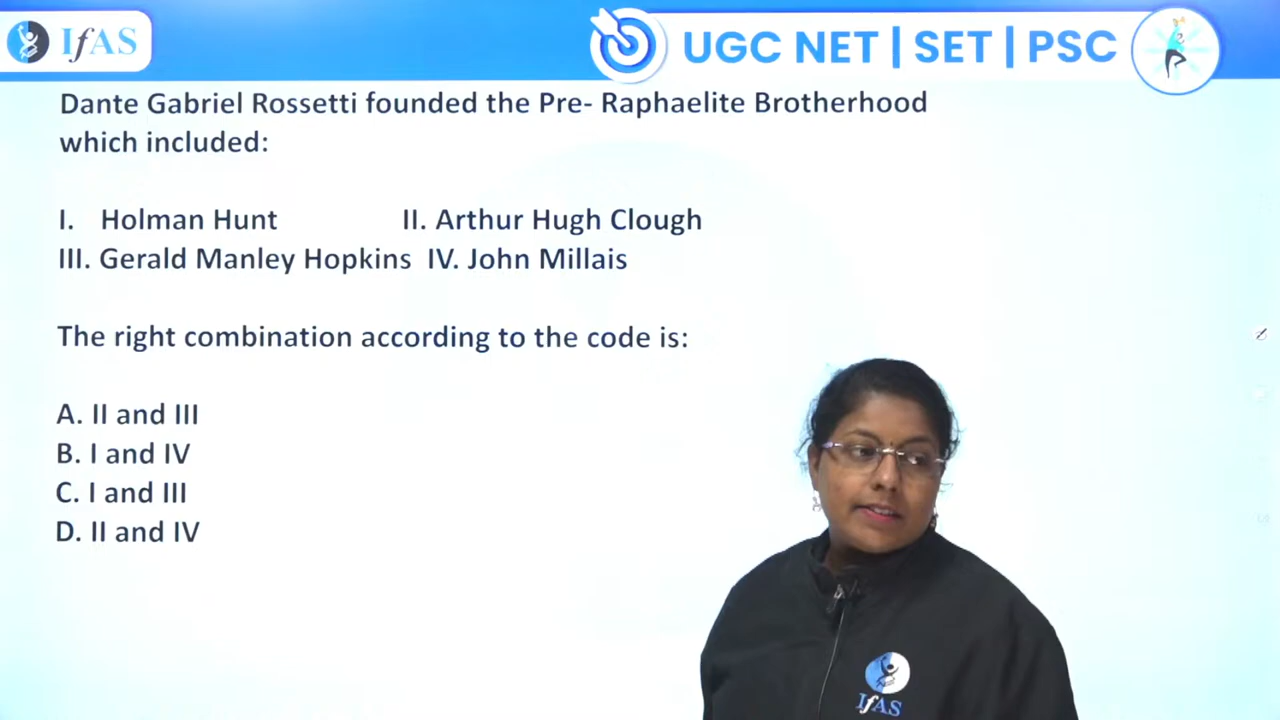 IfAS
UGC NET | SET | PSC
Dante Gabriel Rossetti founded the Pre- Raphaelite Brotherhood
which included:
I. Holman Hunt II. Arthur Hugh Clough
III. Gerald Manley Hopkins IV. John Millais
The right combination according to the code is:
A. II and III
B. I and IV
C. I and III
D. II and IV
IfAS